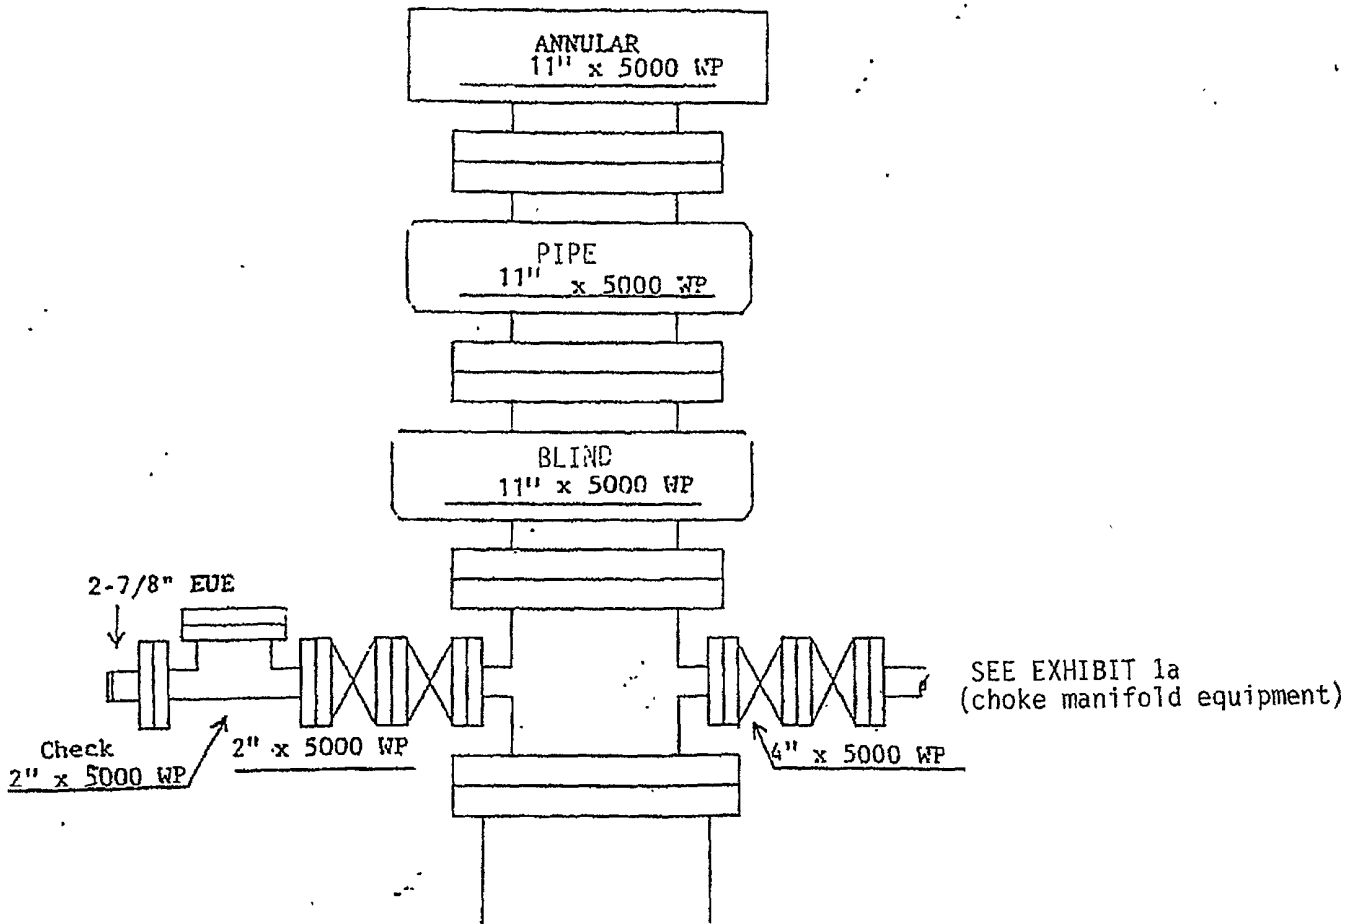 ANNULAR
11" x 5000 WP
PIPE
11" x 5000 WP
BLIND
11" x 5000 WP
2-7/8" EUE
SEE EXHIBIT 1a
(choke manifold equipment)
Check
2" x 5000 WP
2" x 5000 WP
4" x 5000 WP